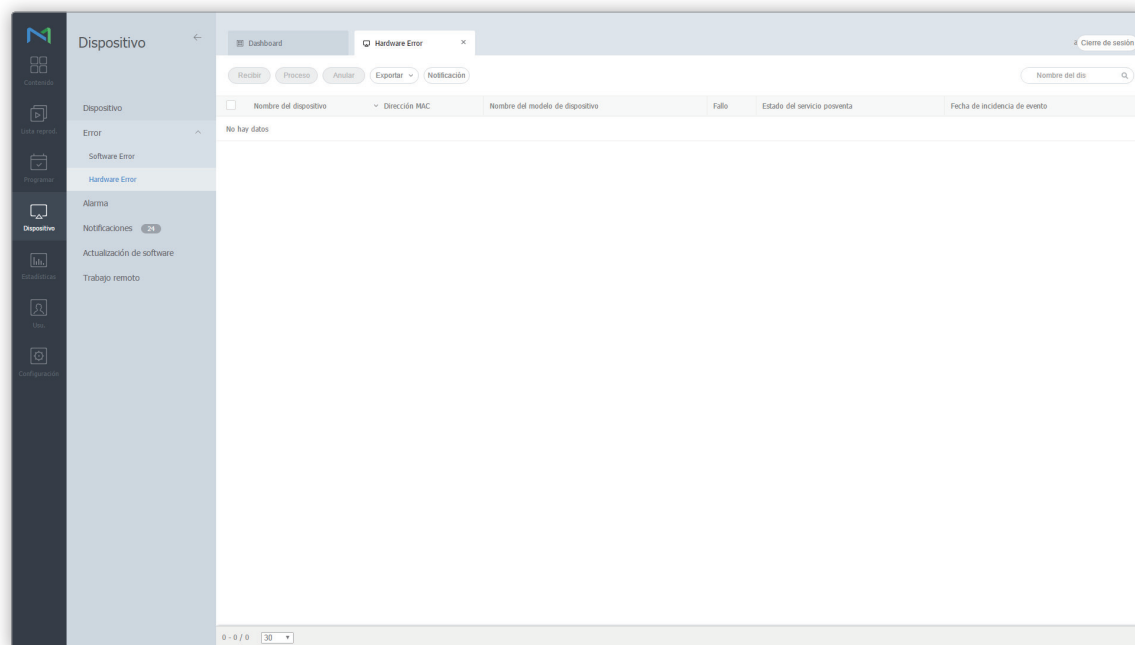 Dispositivo
Contenido
Lista reprod.
Programar
Dispositivo
Estadísticas
Usu.
Configuración
Dispositivo
Error
Software Error
Hardware Error
Alarma
Notificaciones 24
Actualización de software
Trabajo remoto
Dashboard Hardware Error Cierre de sesión
Recibir Proceso Anular Exportar Notificación Nombre del dis
Nombre del dispositivo Dirección MAC Nombre del modelo de dispositivo Fallo Estado del servicio posventa Fecha de incidencia de evento
No hay datos
0 - 0 / 0 30